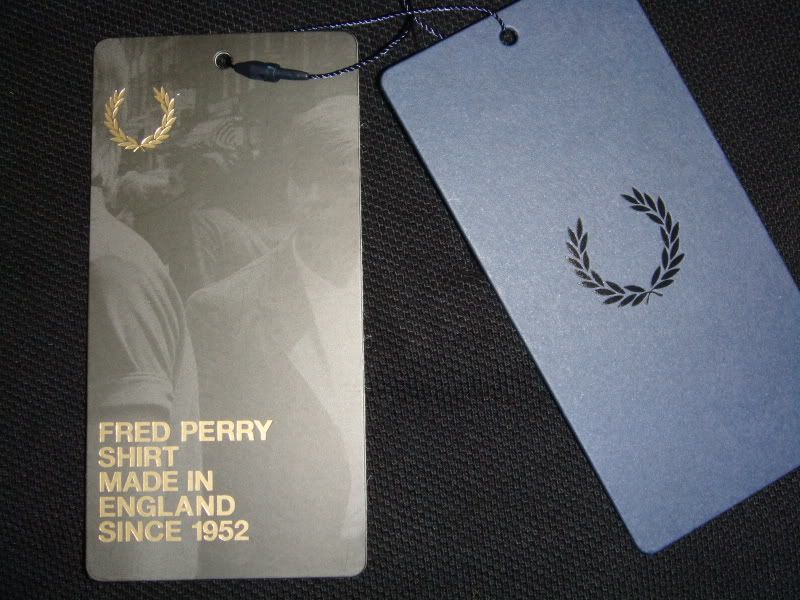 FRED PERRY
SHIRT
MADE IN
ENGLAND
SINCE 1952